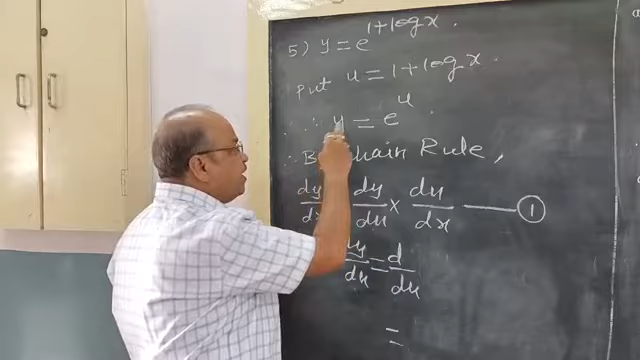 5) y = e^{1+log x}.
Put u = 1 + log x.
∴ y = e^u.
∴ By Chain Rule,
dy/dx = dy/du × du/dx —— ①
dy/du = d/du
=